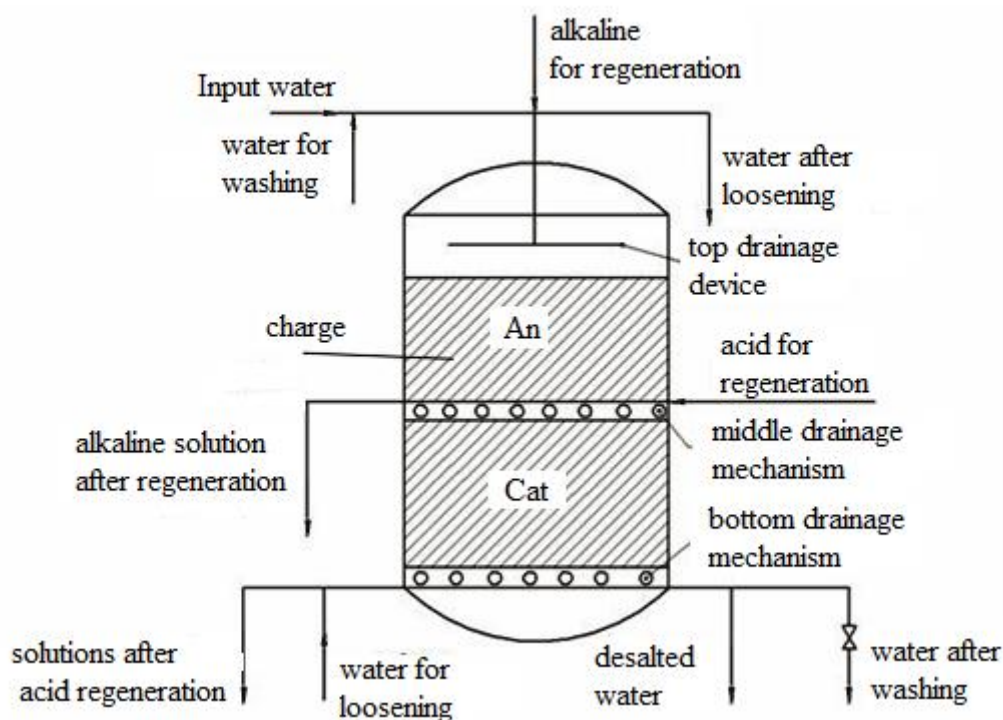 alkaline
for regeneration
Input water
water for
washing
water after
loosening
top drainage
device
An
charge
acid for
regeneration
alkaline solution
after regeneration
middle drainage
mechanism
Cat
bottom drainage
mechanism
solutions after
acid regeneration
water for
loosening
desalted
water
water after
washing